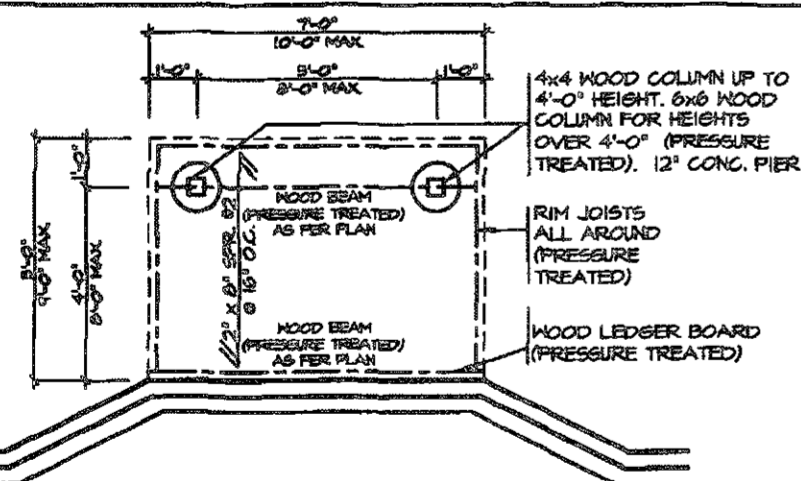 7'-0"
10'-0" MAX.
1'-0"
5'-0"
8'-0" MAX.
1'-0"
4x4 WOOD COLUMN UP TO
4'-0" HEIGHT. 6x6 WOOD
COLUMN FOR HEIGHTS
OVER 4'-0" (PRESSURE
TREATED). 12" CONC. PIER
1'-0"
5'-0"
9'-0" MAX.
4'-0"
8'-0" MAX.
WOOD BEAM
(PRESSURE TREATED)
AS PER PLAN
2" x 8" SPR. #2
@ 16" O.C.
RIM JOISTS
ALL AROUND
(PRESSURE
TREATED)
WOOD BEAM
(PRESSURE TREATED)
AS PER PLAN
WOOD LEDGER BOARD
(PRESSURE TREATED)